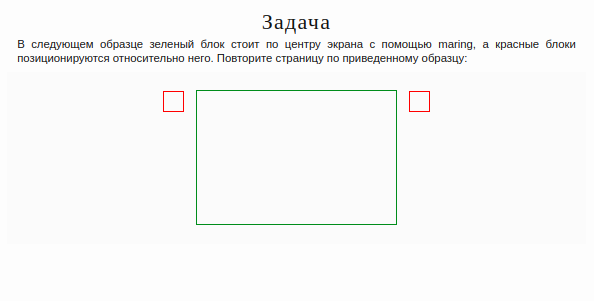 Задача
В следующем образце зеленый блок стоит по центру экрана с помощью maring, а красные блоки
позиционируются относительно него. Повторите страницу по приведенному образцу: